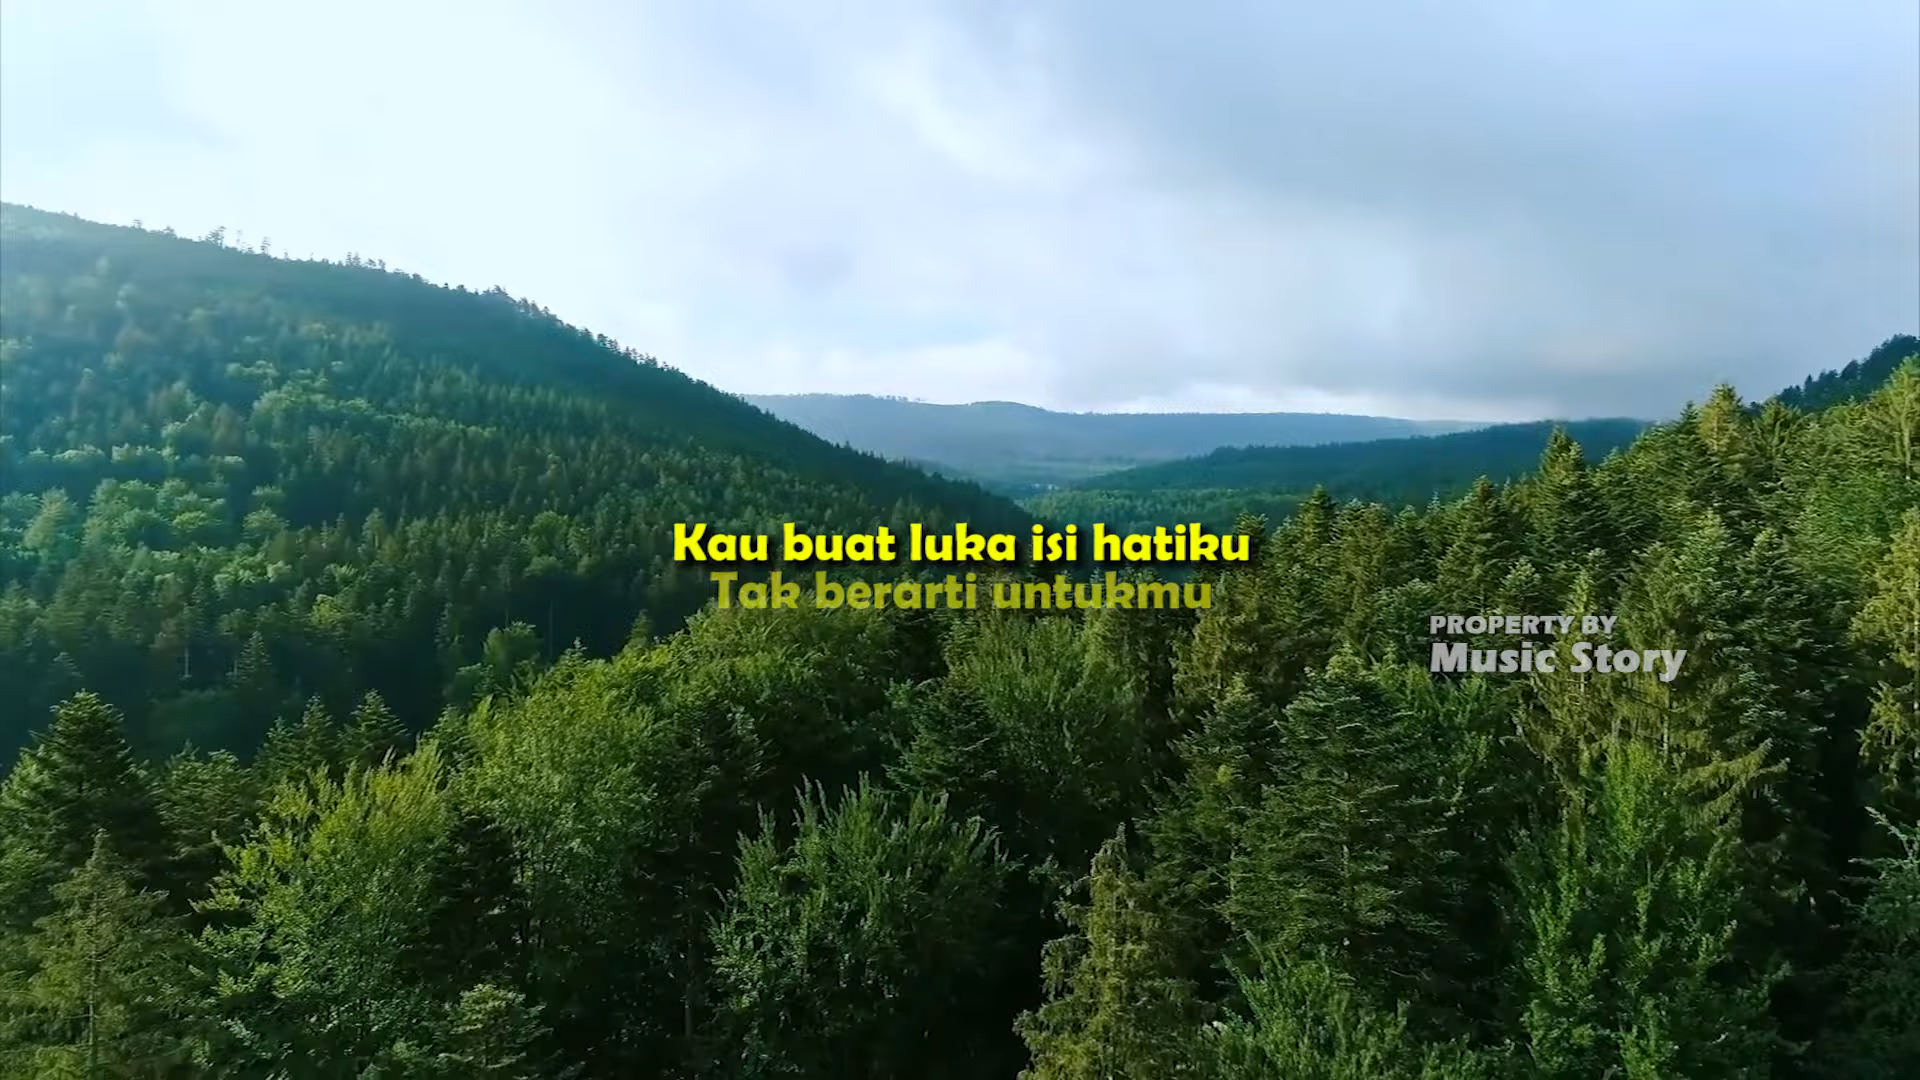 Kau buat luka isi hatiku
Tak berarti untukmu
PROPERTY BY
Music Story